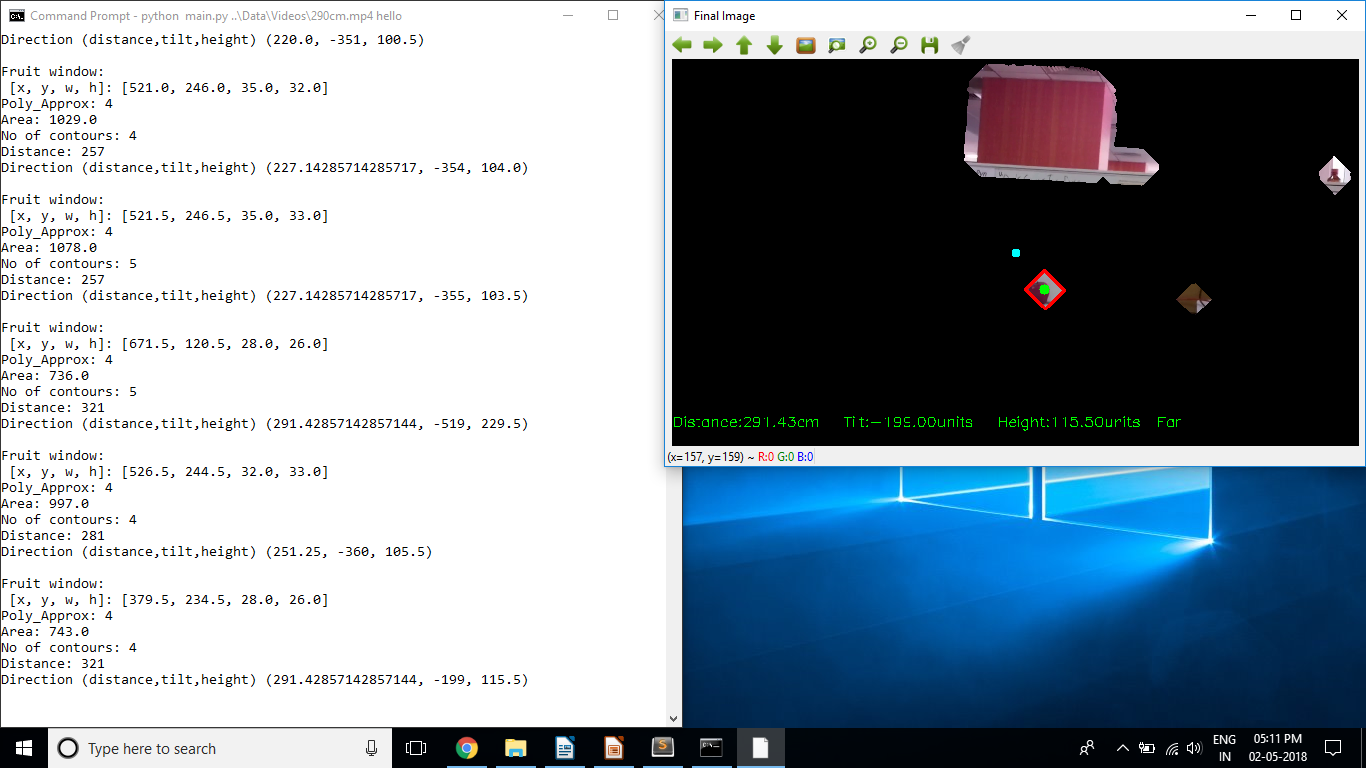 Command Prompt - python  main.py ..\Data\Videos\290cm.mp4 hello
Direction (distance,tilt,height) (220.0, -351, 100.5)
Fruit window:
[x, y, w, h]: [521.0, 246.0, 35.0, 32.0]
Poly_Approx: 4
Area: 1029.0
No of contours: 4
Distance: 257
Direction (distance,tilt,height) (227.14285714285717, -354, 104.0)
Fruit window:
[x, y, w, h]: [521.5, 246.5, 35.0, 33.0]
Poly_Approx: 4
Area: 1078.0
No of contours: 5
Distance: 257
Direction (distance,tilt,height) (227.14285714285717, -355, 103.5)
Fruit window:
[x, y, w, h]: [671.5, 120.5, 28.0, 26.0]
Poly_Approx: 4
Area: 736.0
No of contours: 5
Distance: 321
Direction (distance,tilt,height) (291.42857142857144, -519, 229.5)
Fruit window:
[x, y, w, h]: [526.5, 244.5, 32.0, 33.0]
Poly_Approx: 4
Area: 997.0
No of contours: 4
Distance: 281
Direction (distance,tilt,height) (251.25, -360, 105.5)
Fruit window:
[x, y, w, h]: [379.5, 234.5, 28.0, 26.0]
Poly_Approx: 4
Area: 743.0
No of contours: 4
Distance: 321
Direction (distance,tilt,height) (291.42857142857144, -199, 115.5)
Final Image
Distance:291.43cm Tilt:-199.00units Height:115.50units Far
(x=157, y=159) ~ R:0 G:0 B:0
Type here to search
ENG
IN
05:11 PM
02-05-2018